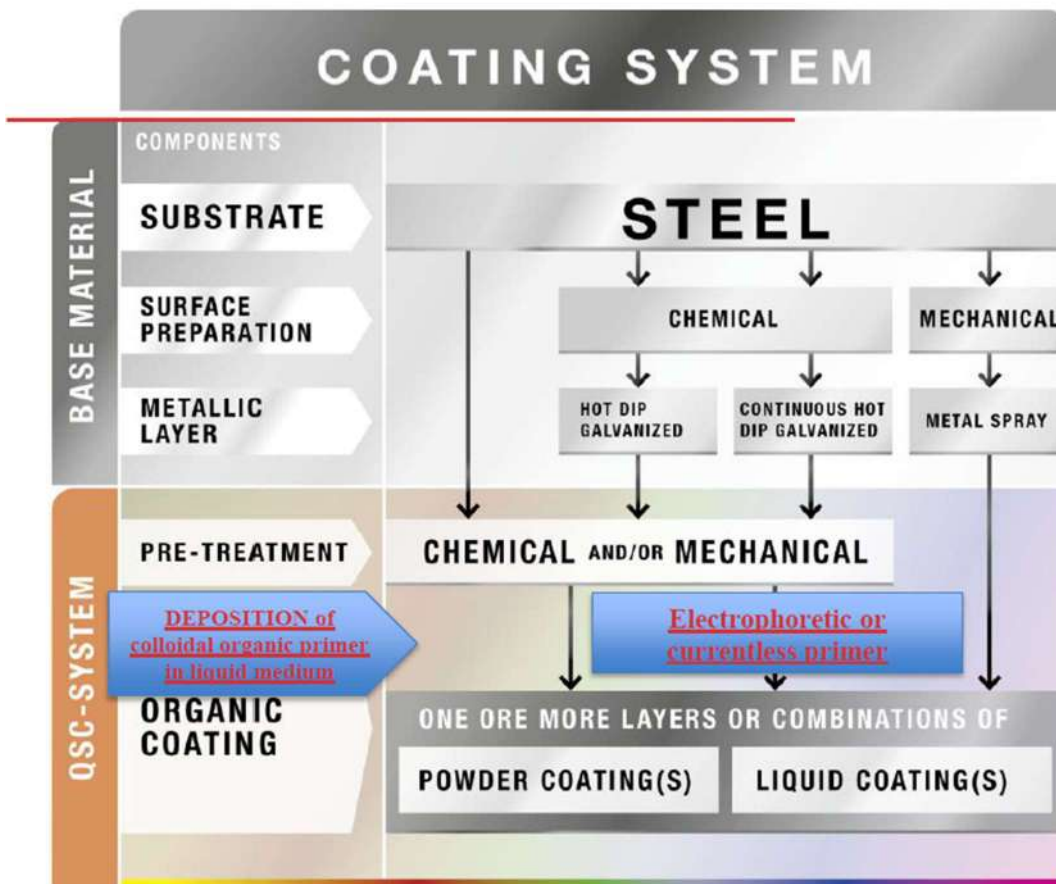 COATING SYSTEM
COMPONENTS
BASE MATERIAL
SUBSTRATE
STEEL
SURFACE
PREPARATION
CHEMICAL
MECHANICAL
METALLIC
LAYER
HOT DIP
GALVANIZED
CONTINUOUS HOT
DIP GALVANIZED
METAL SPRAY
QSC-SYSTEM
PRE-TREATMENT
CHEMICAL AND/OR MECHANICAL
DEPOSITION of
colloidal organic primer
in liquid medium
Electrophoretic or
currentless primer
ORGANIC
COATING
ONE ORE MORE LAYERS OR COMBINATIONS OF
POWDER COATING(S)
LIQUID COATING(S)